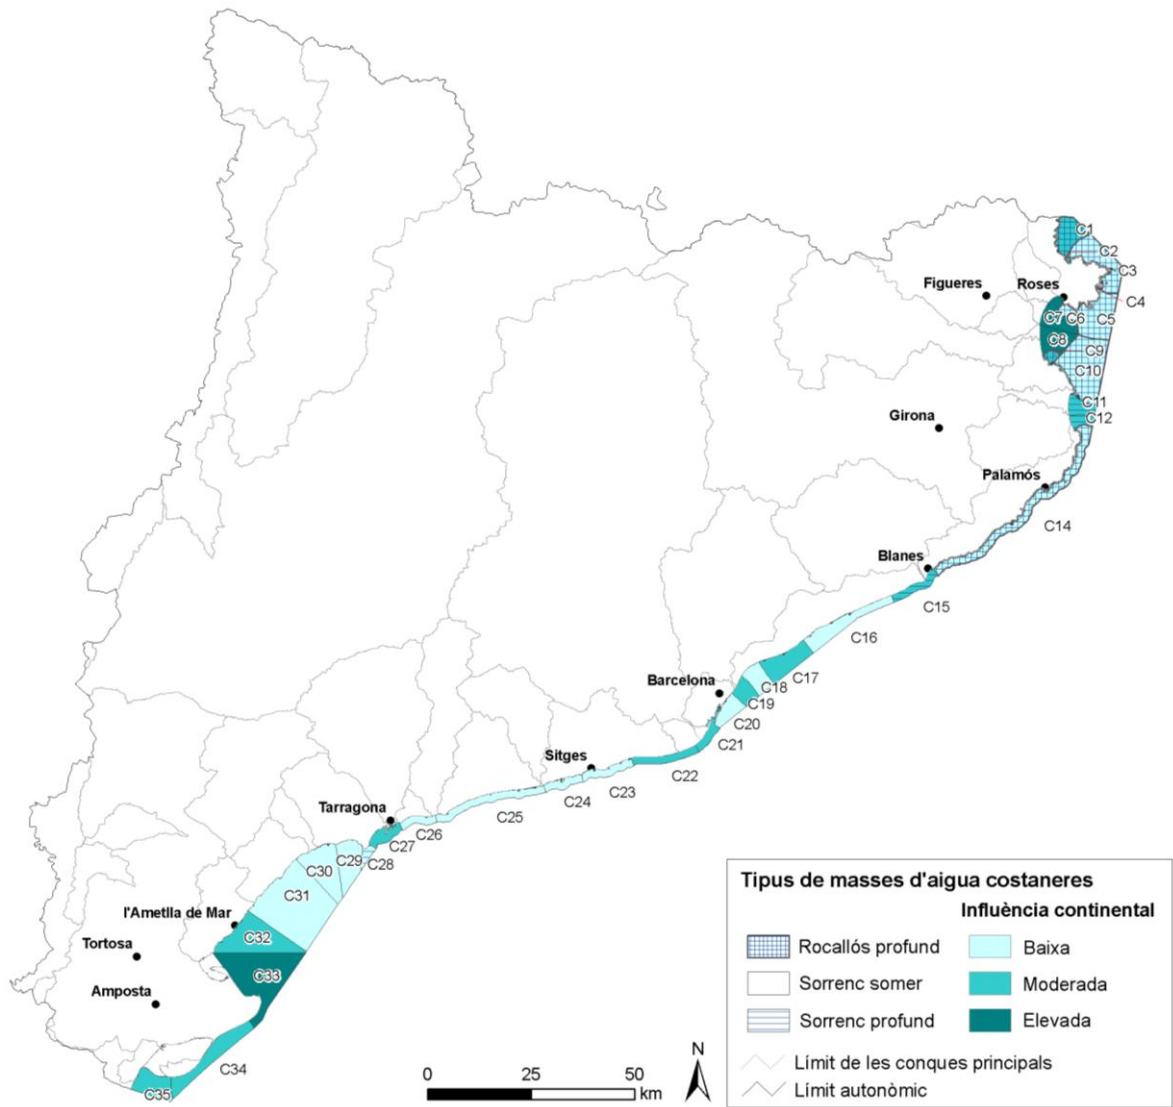 C1
C2
C3
Figueres
Roses
C4
C7
C6
C5
C8
C9
C10
C11
Girona
C12
Palamós
C14
Blanes
C15
C16
Barcelona
C18
C17
C19
C20
C21
Sitges
C22
C24
C23
C25
Tarragona
C26
C27
C28
C29
C30
C31
l'Ametlla de Mar
C32
Tortosa
C33
Amposta
C34
C35
0 25 50
km
N
Tipus de masses d'aigua costaneres
Influència continental
Rocallós profund
Baixa
Sorrenc somer
Moderada
Sorrenc profund
Elevada
Límit de les conques principals
Límit autonòmic